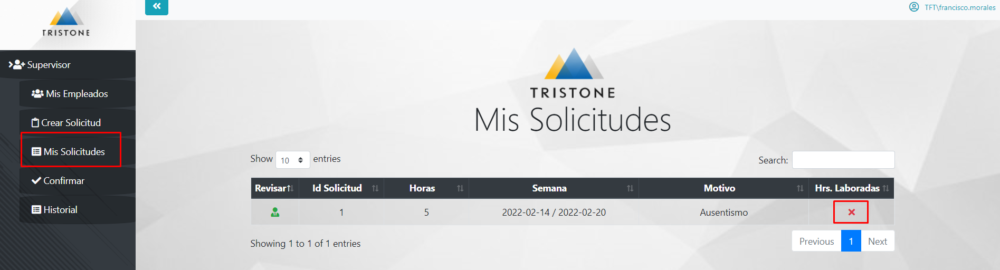 TRISTONE
TFT\francisco.morales
Supervisor
Mis Empleados
Crear Solicitud
Mis Solicitudes
Confirmar
Historial
TRISTONE
Mis Solicitudes
Show 10 entries
Search:
Revisar Id Solicitud Horas Semana Motivo Hrs. Laboradas
1 5 2022-02-14 / 2022-02-20 Ausentismo
Showing 1 to 1 of 1 entries
Previous 1 Next